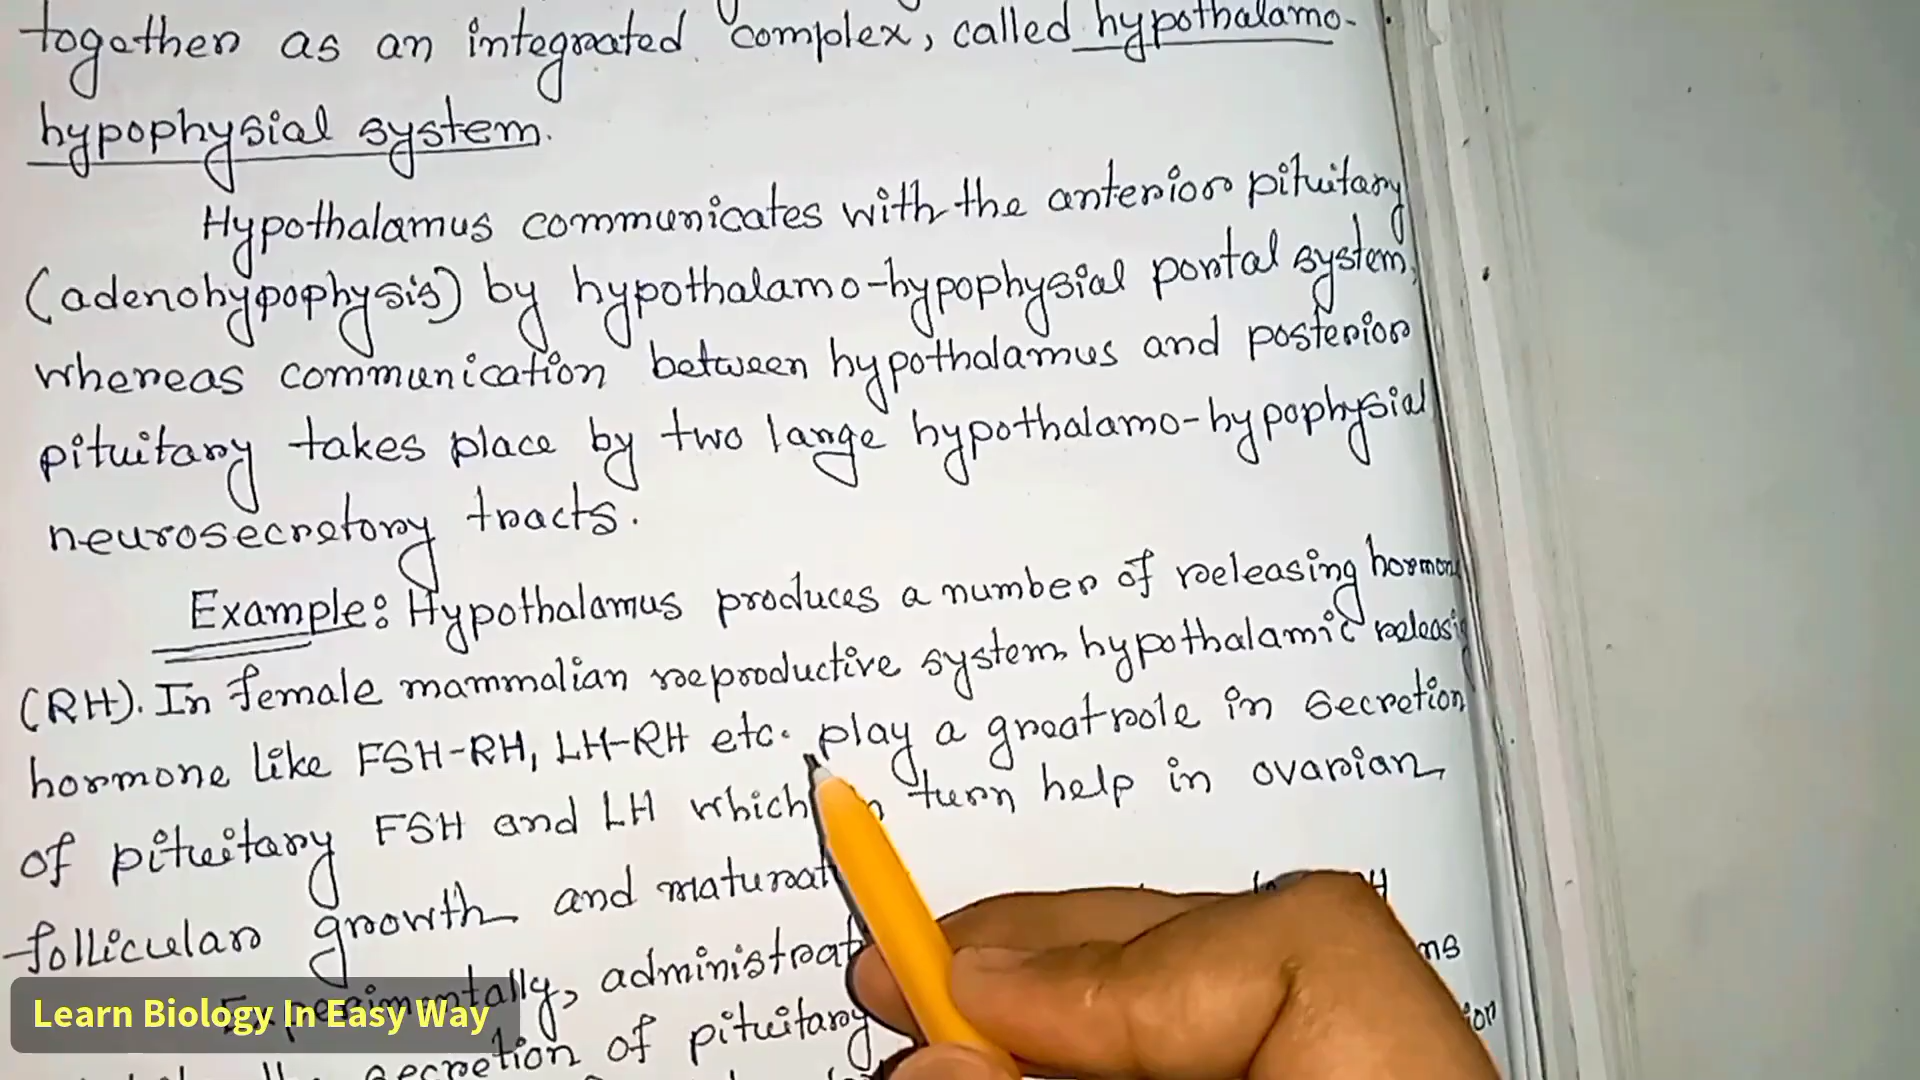 together as an integrated complex, called hypothalamo-
hypophysial system.
Hypothalamus communicates with the anterior pituitary
(adenohypophysis) by hypothalamo-hypophysial portal system,
whereas communication between hypothalamus and posterior
pituitary takes place by two large hypothalamo-hypophysial
neurosecretory tracts.
Example: Hypothalamus produces a number of releasing hormon
(RH). In female mammalian reproductive system hypothalamic releasi
hormone like FSH-RH, LH-RH etc. play a great role in secretion
of pituitary FSH and LH which turn help in ovarian
follicular growth and maturat
Experimentally, administrat
secretion of pituitary
Learn Biology In Easy Way